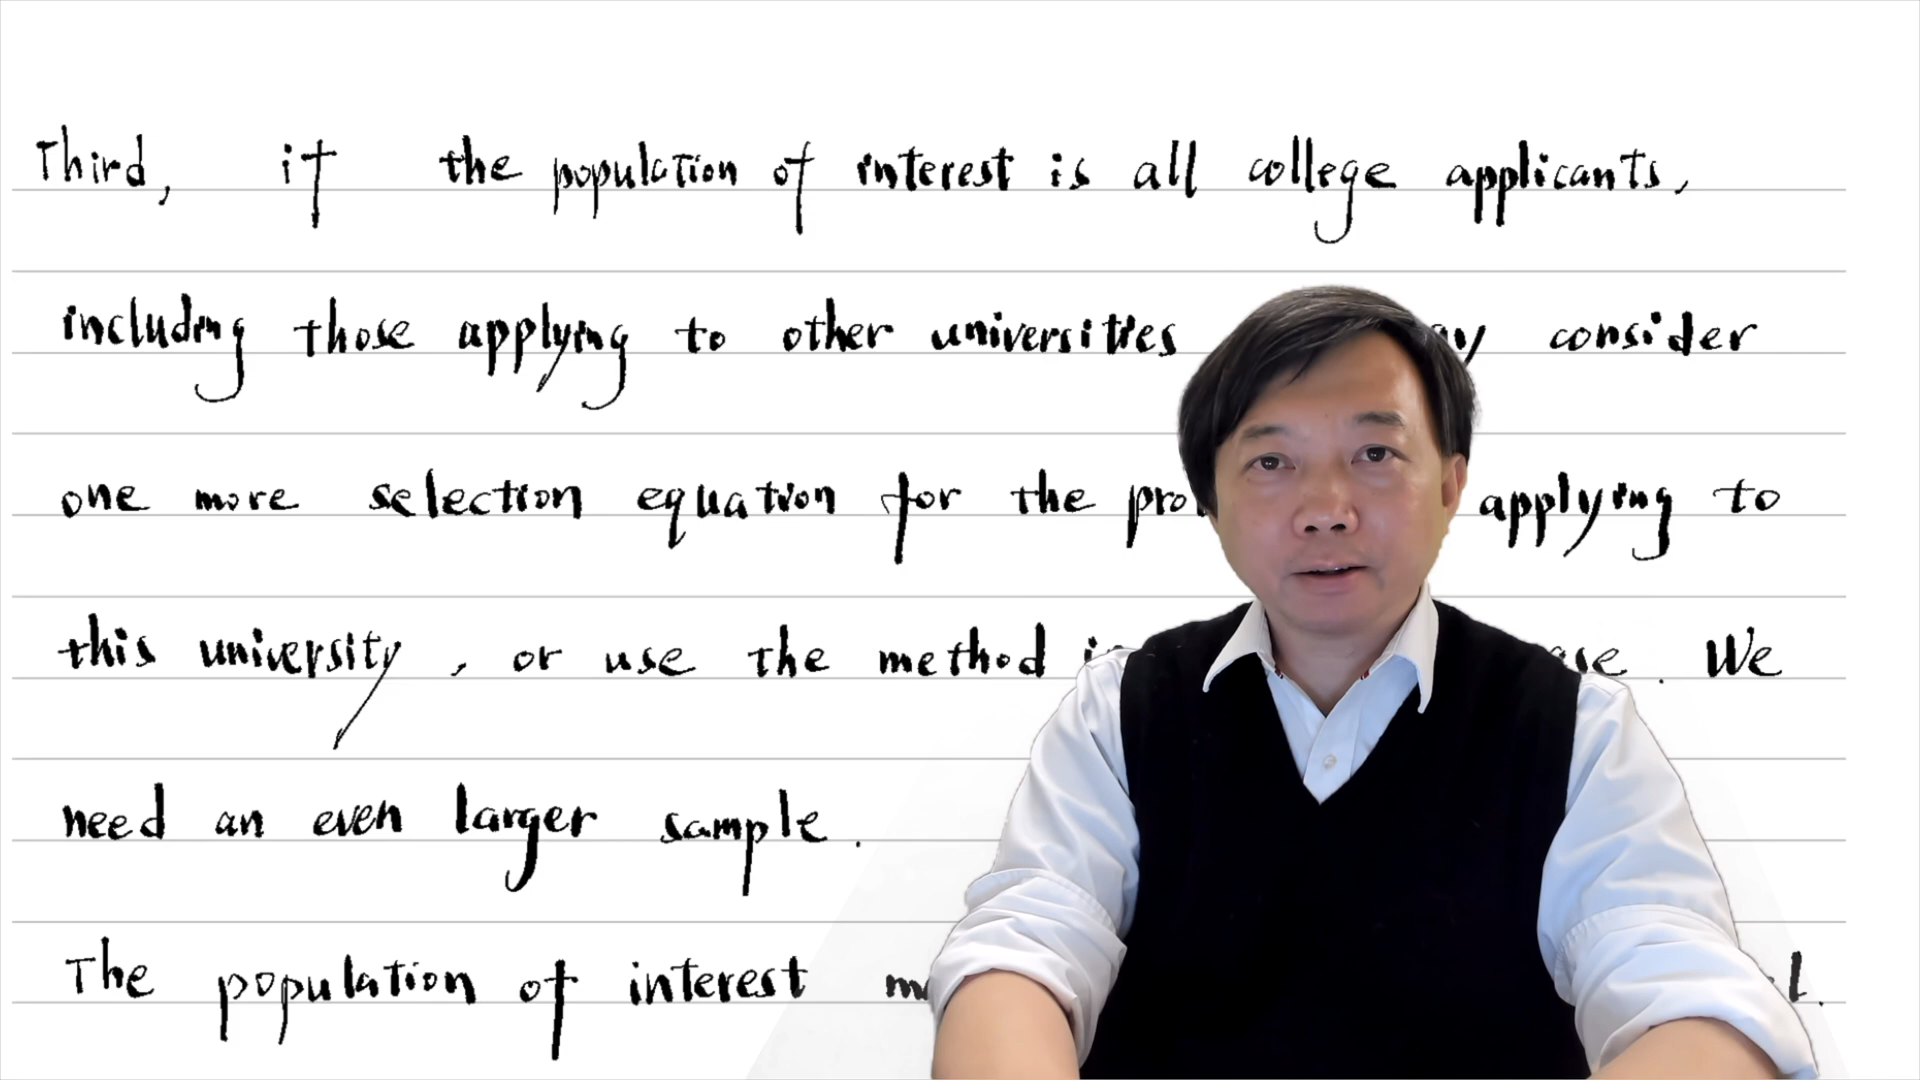 Third, if the population of interest is all college applicants,
including those applying to other universities consider
one more selection equation for the applying to
this university, or use the method We
need an even larger sample.
The population of interest